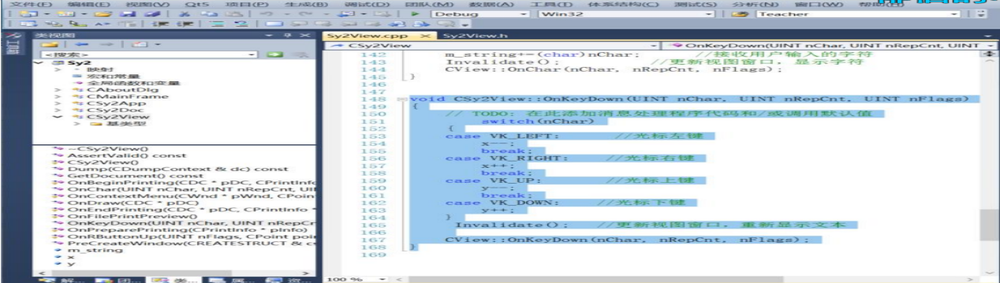 文件(F) 编辑(E) 视图(V) Qt5 项目(P) 生成(B) 调试(D) 团队(M) 数据(A) 工具(T) 体系结构(C) 测试(S) 分析(N) 窗口(W) 帮助(H)
Debug Win32 Teacher
类视图
Sy2View.cpp Sy2View.h
CSy2View OnKeyDown(UINT nChar, UINT nRepCnt, UINT
<搜索>
Sy2
映射
宏和常量
全局函数和变量
CAboutDlg
CMainFrame
CSy2App
CSy2Doc
CSy2View
基类型
~CSy2View()
AssertValid() const
CSy2View()
Dump(CDumpContext & dc) const
GetDocument() const
OnBeginPrinting(CDC * pDC, CPrintInfo
OnChar(UINT nChar, UINT nRepCnt, UI
OnContextMenu(CWnd * pWnd, CPoin
OnDraw(CDC * pDC)
OnEndPrinting(CDC * pDC, CPrintInfo *
OnFilePrintPreview()
OnKeyDown(UINT nChar, UINT nRepCr
OnPreparePrinting(CPrintInfo * pInfo)
OnRButtonUp(UINT nFlags, CPoint poi
PreCreateWindow(CREATESTRUCT & c
m_string
x
y
142 m_string+=(char)nChar; //接收用户输入的字符
143 Invalidate(); //更新视图窗口，显示字符
144 CView::OnChar(nChar, nRepCnt, nFlags);
145 }
146
147
148 void CSy2View::OnKeyDown(UINT nChar, UINT nRepCnt, UINT nFlags)
149 {
150 // TODO: 在此添加消息处理程序代码和/或调用默认值
151 switch(nChar)
152 {
153 case VK_LEFT: //光标左键
154 x--;
155 break;
156 case VK_RIGHT: //光标右键
157 x++;
158 break;
159 case VK_UP: //光标上键
160 y--;
161 break;
162 case VK_DOWN: //光标下键
163 y++;
164 }
165 Invalidate(); //更新视图窗口，重新显示文本
166
167 CView::OnKeyDown(nChar, nRepCnt, nFlags);
168 }
169
100 %
解... 团... 类... 属... 资...